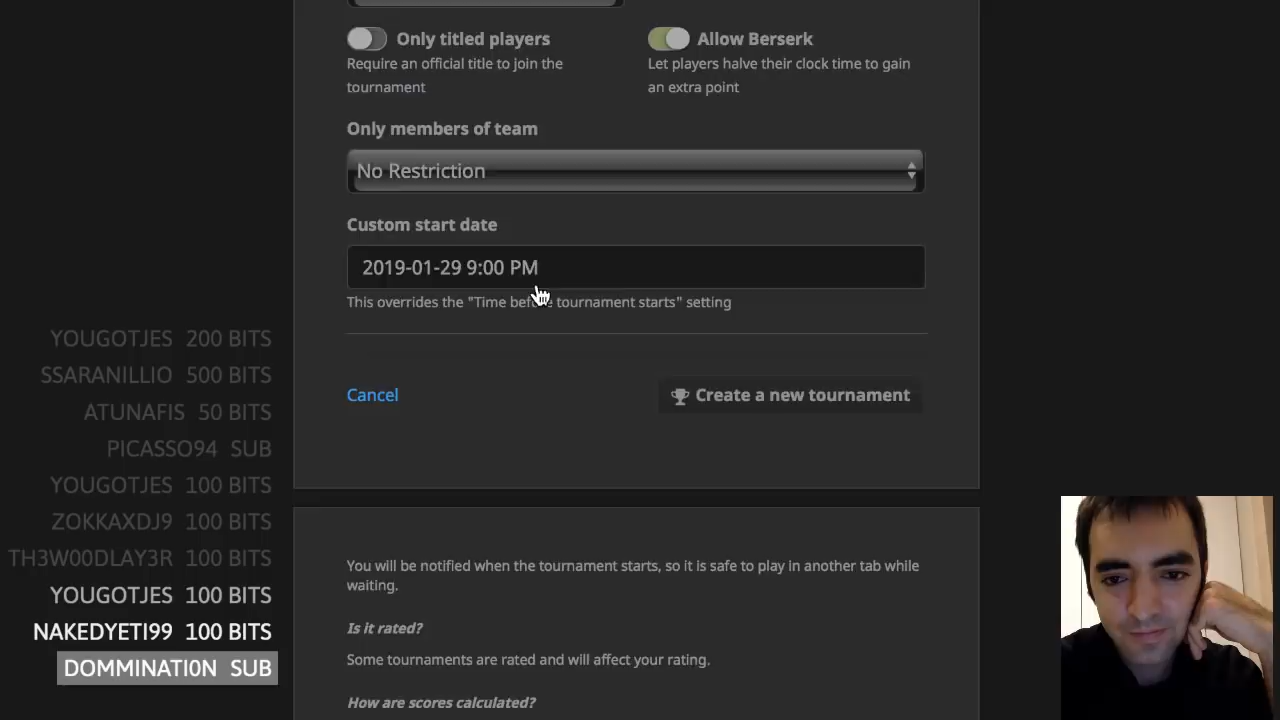 Only titled players
Require an official title to join the
tournament
Allow Berserk
Let players halve their clock time to gain
an extra point
Only members of team
No Restriction
Custom start date
2019-01-29 9:00 PM
This overrides the "Time before tournament starts" setting
Cancel
Create a new tournament
YOUGOTJES 200 BITS
SSARANILLIO 500 BITS
ATUNAFIS 50 BITS
PICASSO94 SUB
YOUGOTJES 100 BITS
ZOKKAXDJ9 100 BITS
TH3W00DLAY3R 100 BITS
YOUGOTJES 100 BITS
NAKEDYETI99 100 BITS
DOMMINATI0N SUB
You will be notified when the tournament starts, so it is safe to play in another tab while
waiting.
Is it rated?
Some tournaments are rated and will affect your rating.
How are scores calculated?